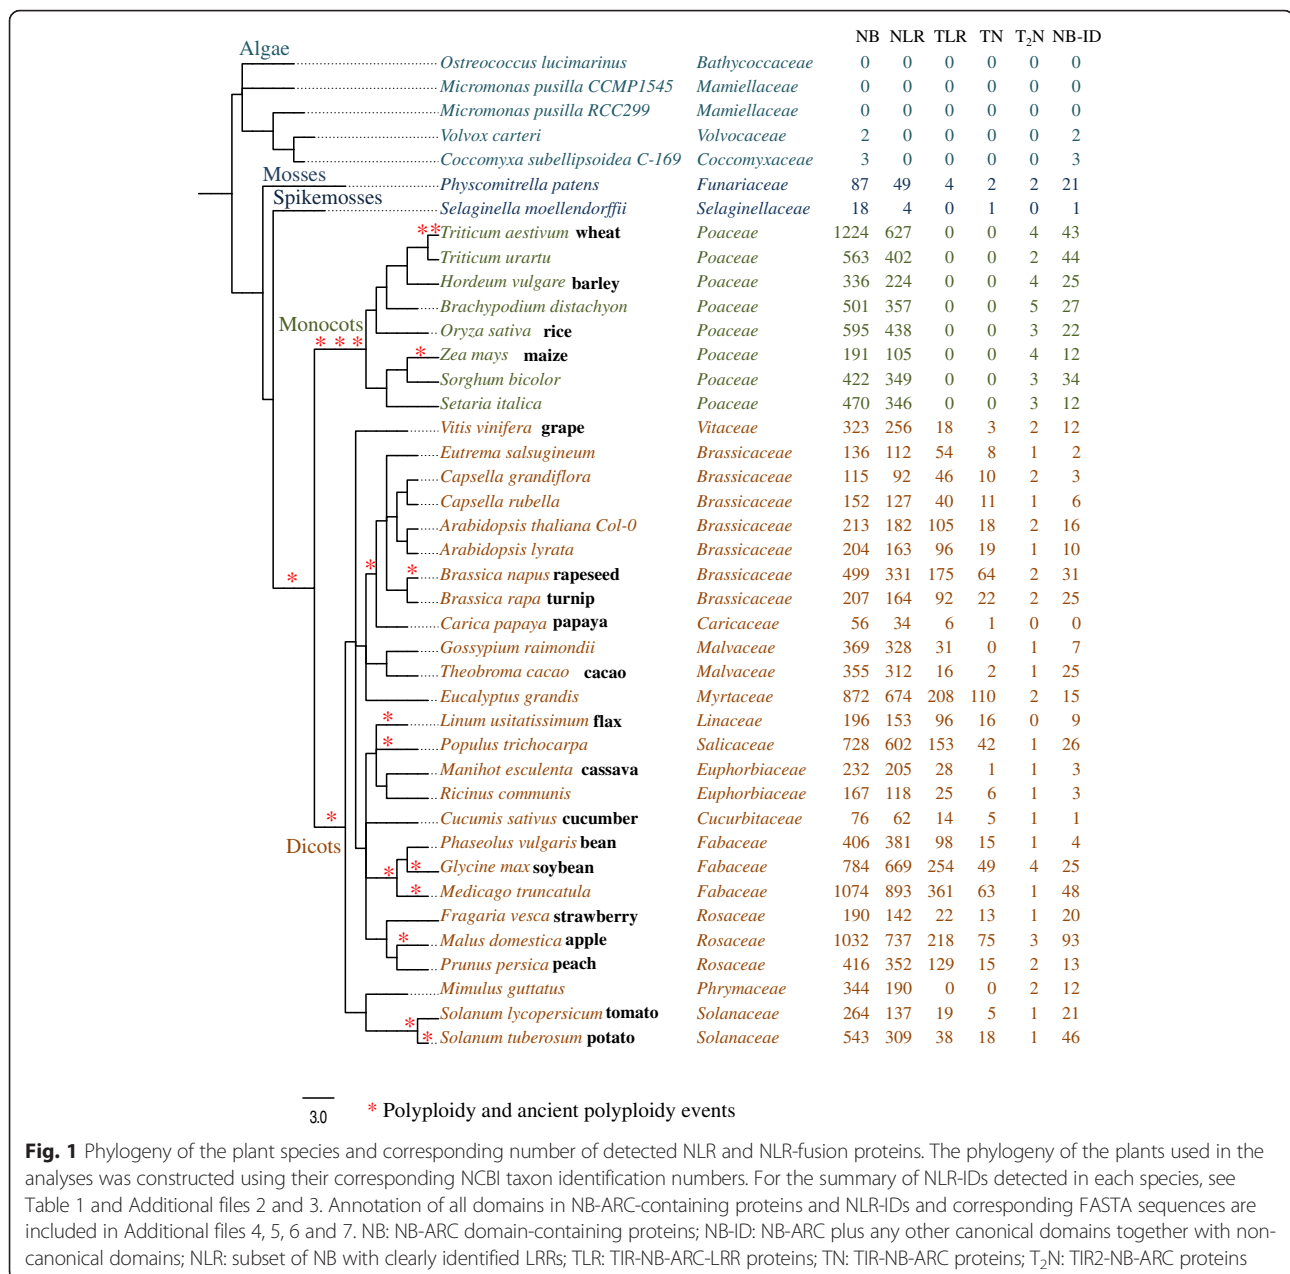 NB NLR TLR TN T₂N NB-ID
Algae
Ostreococcus lucimarinus Bathycoccaceae 0 0 0 0 0 0
Micromonas pusilla CCMP1545 Mamiellaceae 0 0 0 0 0 0
Micromonas pusilla RCC299 Mamiellaceae 0 0 0 0 0 0
Volvox carteri Volvocaceae 2 0 0 0 0 2
Coccomyxa subellipsoidea C-169 Coccomyxaceae 3 0 0 0 0 3
Mosses
Physcomitrella patens Funariaceae 87 49 4 2 2 21
Spikemosses
Selaginella moellendorffii Selaginellaceae 18 4 0 1 0 1
**Triticum aestivum wheat Poaceae 1224 627 0 0 4 43
Triticum urartu Poaceae 563 402 0 0 2 44
Hordeum vulgare barley Poaceae 336 224 0 0 4 25
Brachypodium distachyon Poaceae 501 357 0 0 5 27
Monocots
Oryza sativa rice Poaceae 595 438 0 0 3 22
* * *
* Zea mays maize Poaceae 191 105 0 0 4 12
Sorghum bicolor Poaceae 422 349 0 0 3 34
Setaria italica Poaceae 470 346 0 0 3 12
Vitis vinifera grape Vitaceae 323 256 18 3 2 12
Eutrema salsugineum Brassicaceae 136 112 54 8 1 2
Capsella grandiflora Brassicaceae 115 92 46 10 2 3
Capsella rubella Brassicaceae 152 127 40 11 1 6
Arabidopsis thaliana Col-0 Brassicaceae 213 182 105 18 2 16
Arabidopsis lyrata Brassicaceae 204 163 96 19 1 10
* * * Brassica napus rapeseed Brassicaceae 499 331 175 64 2 31
Brassica rapa turnip Brassicaceae 207 164 92 22 2 25
Carica papaya papaya Caricaceae 56 34 6 1 0 0
Gossypium raimondii Malvaceae 369 328 31 0 1 7
Theobroma cacao cacao Malvaceae 355 312 16 2 1 25
Eucalyptus grandis Myrtaceae 872 674 208 110 2 15
* Linum usitatissimum flax Linaceae 196 153 96 16 0 9
* Populus trichocarpa Salicaceae 728 602 153 42 1 26
Manihot esculenta cassava Euphorbiaceae 232 205 28 1 1 3
Ricinus communis Euphorbiaceae 167 118 25 6 1 3
* Cucumis sativus cucumber Cucurbitaceae 76 62 14 5 1 1
Dicots
Phaseolus vulgaris bean Fabaceae 406 381 98 15 1 4
* * Glycine max soybean Fabaceae 784 669 254 49 4 25
* Medicago truncatula Fabaceae 1074 893 361 63 1 48
Fragaria vesca strawberry Rosaceae 190 142 22 13 1 20
* Malus domestica apple Rosaceae 1032 737 218 75 3 93
Prunus persica peach Rosaceae 416 352 129 15 2 13
Mimulus guttatus Phrymaceae 344 190 0 0 2 12
Solanum lycopersicum tomato Solanaceae 264 137 19 5 1 21
* * Solanum tuberosum potato Solanaceae 543 309 38 18 1 46
3.0
* Polyploidy and ancient polyploidy events
Fig. 1 Phylogeny of the plant species and corresponding number of detected NLR and NLR-fusion proteins. The phylogeny of the plants used in the
analyses was constructed using their corresponding NCBI taxon identification numbers. For the summary of NLR-IDs detected in each species, see
Table 1 and Additional files 2 and 3. Annotation of all domains in NB-ARC-containing proteins and NLR-IDs and corresponding FASTA sequences are
included in Additional files 4, 5, 6 and 7. NB: NB-ARC domain-containing proteins; NB-ID: NB-ARC plus any other canonical domains together with non-
canonical domains; NLR: subset of NB with clearly identified LRRs; TLR: TIR-NB-ARC-LRR proteins; TN: TIR-NB-ARC proteins; T₂N: TIR2-NB-ARC proteins